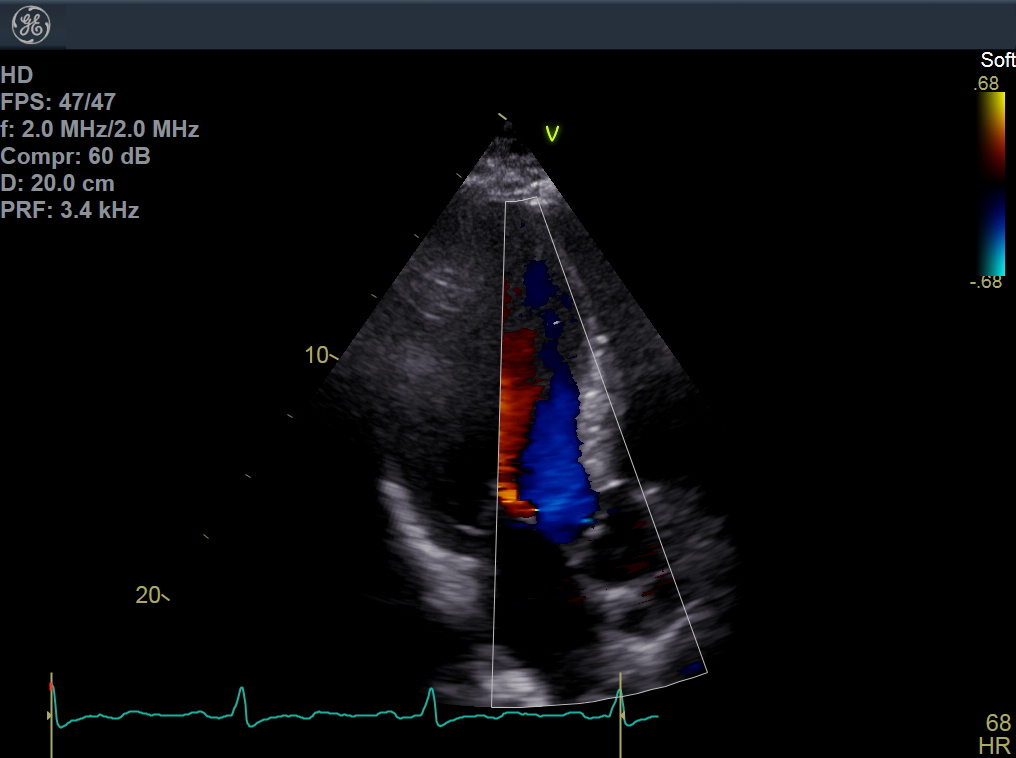 GE
HD
FPS: 47/47
f: 2.0 MHz/2.0 MHz
Compr: 60 dB
D: 20.0 cm
PRF: 3.4 kHz
Soft
.68
-.68
V
10
20
68
HR